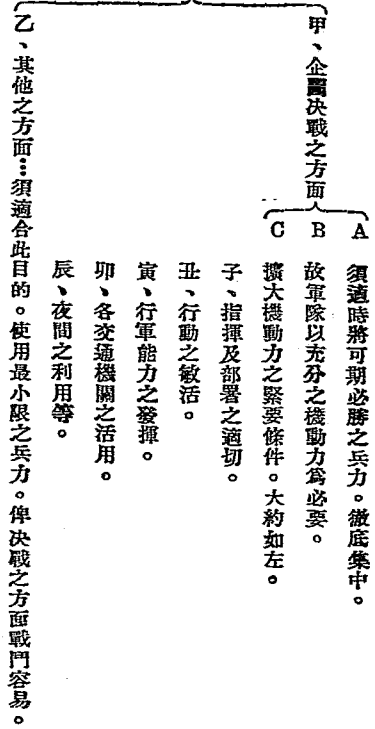 甲、企圖決戰之方面
A 須適時將可期必勝之兵力。徹底集中。
B 故軍隊以充分之機動力爲必要。
C 擴大機動力之緊要條件。大約如左。
子、指揮及部署之適切。
丑、行動之敏活。
寅、行軍能力之發揮。
卯、各交通機關之活用。
辰、夜間之利用等。
乙、其他之方面…須適合此目的。使用最小限之兵力。俾決戰之方面戰鬥容易。